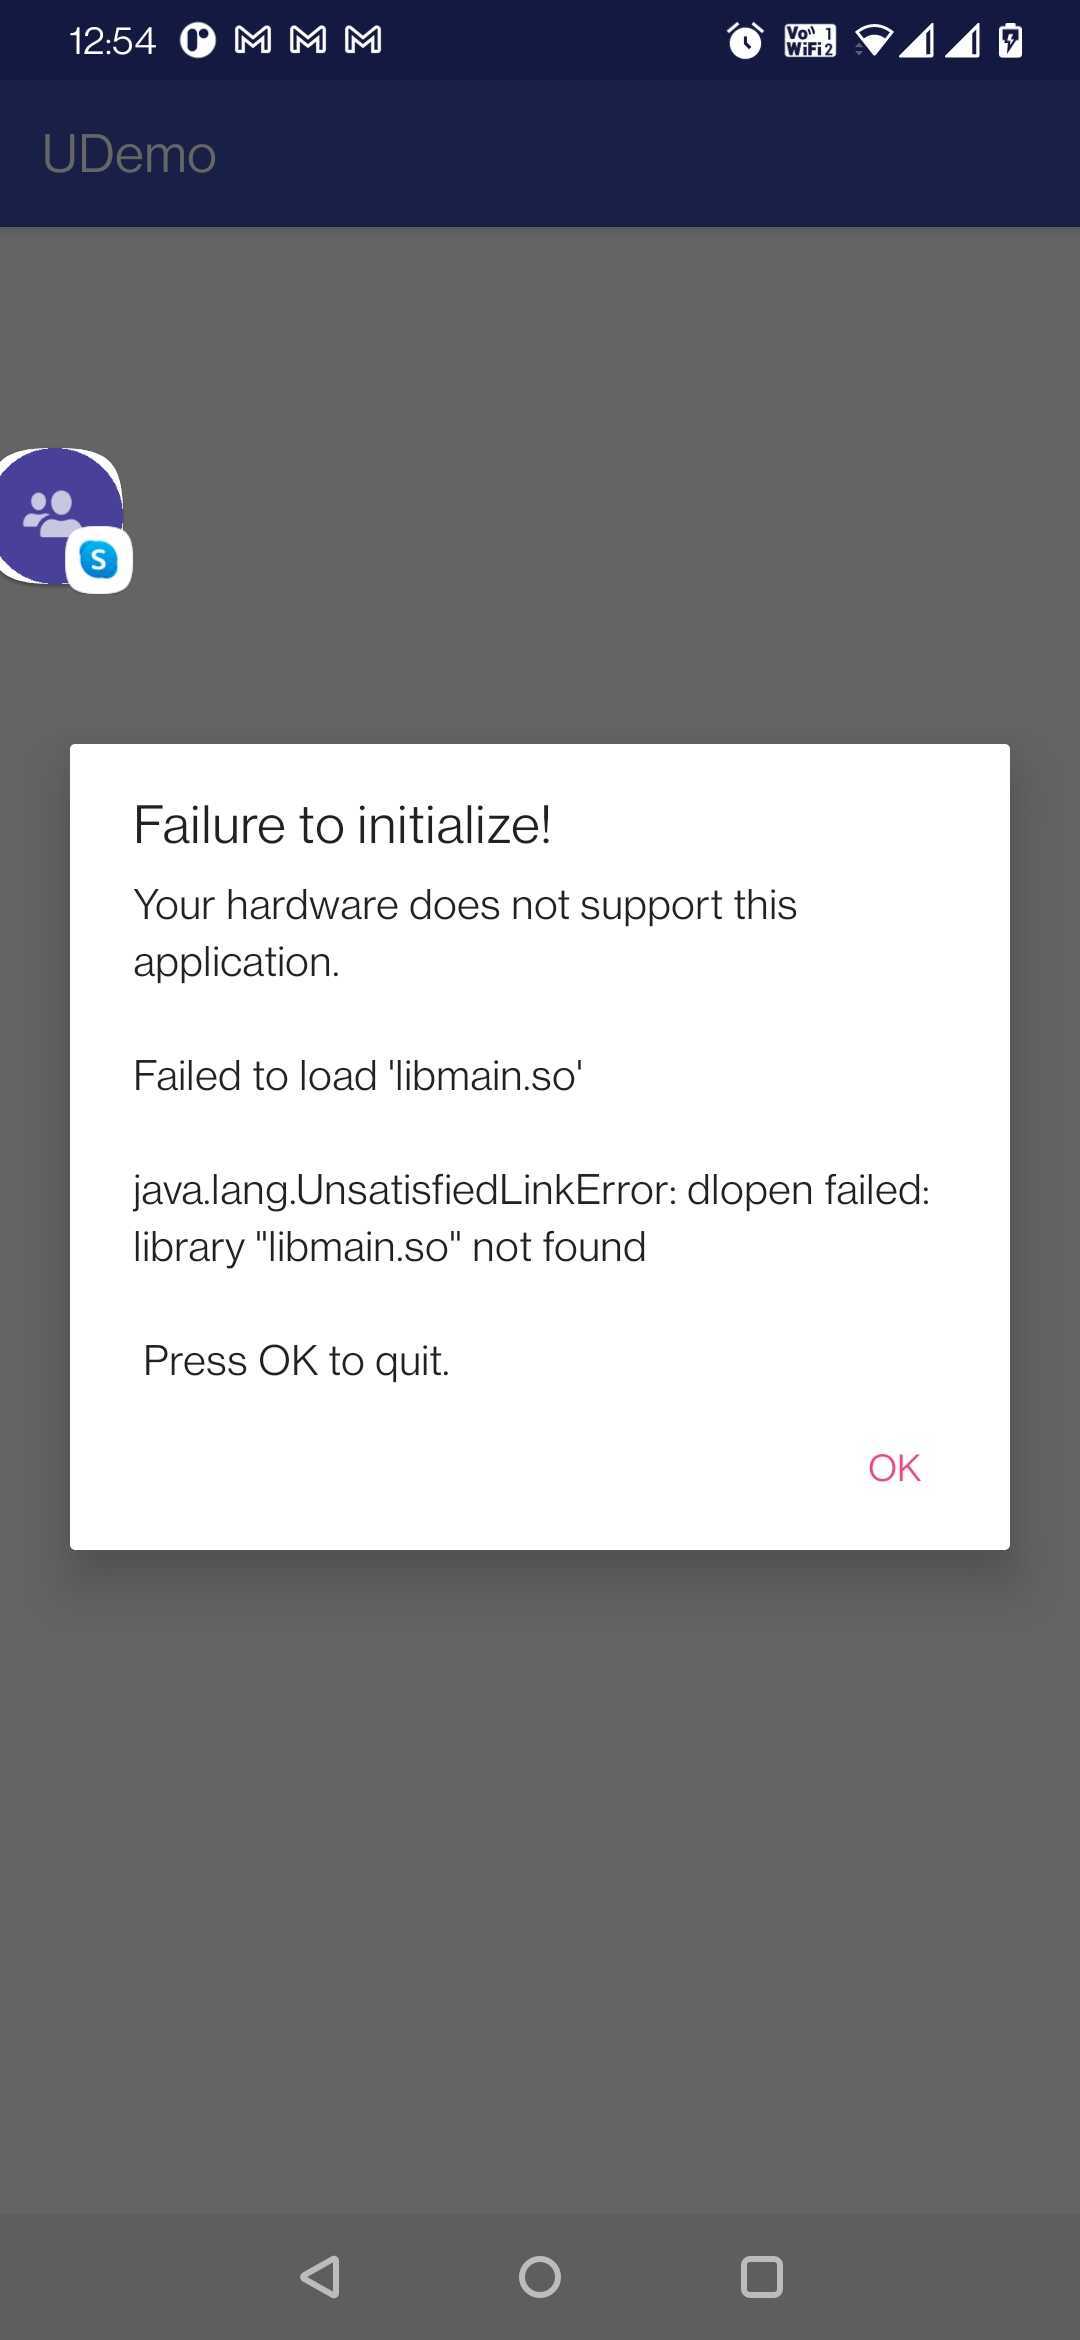 12:54
Vo 1
WiFi 2
UDemo
S
Failure to initialize!
Your hardware does not support this
application.
Failed to load 'libmain.so'
java.lang.UnsatisfiedLinkError: dlopen failed:
library "libmain.so" not found
Press OK to quit.
OK